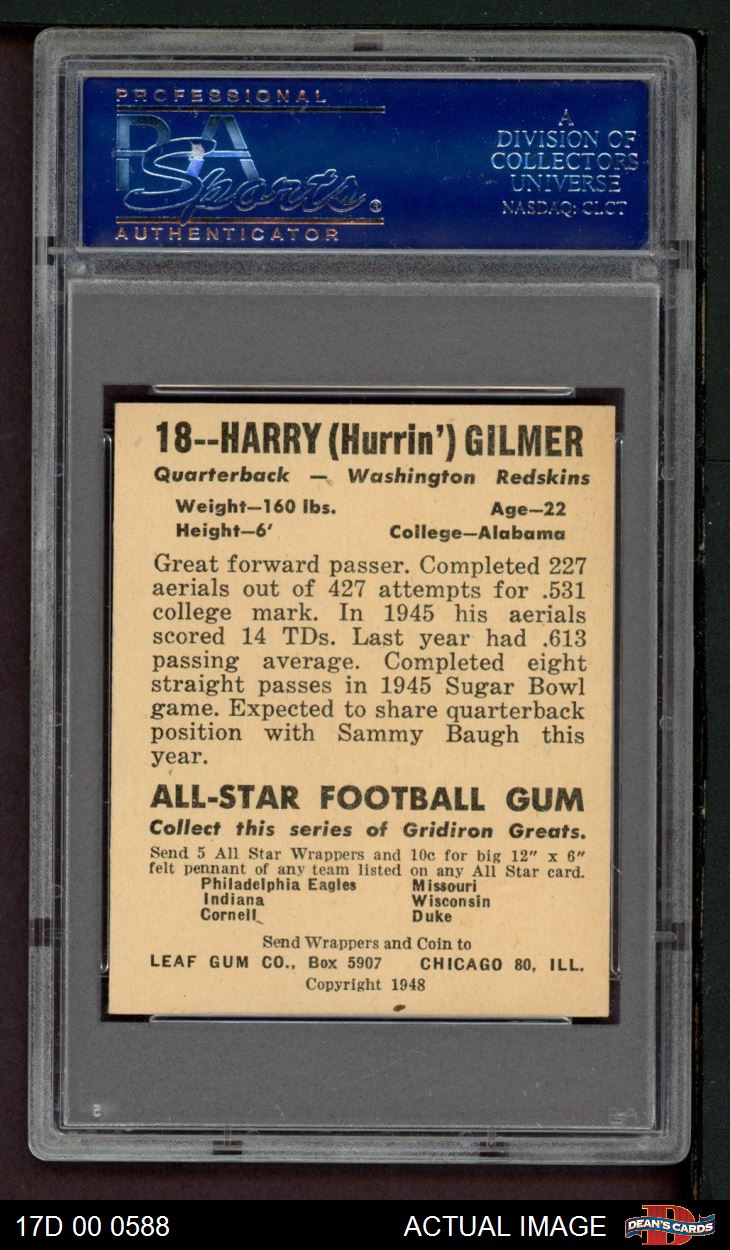 PROFESSIONAL
PSA
Sports®
AUTHENTICATOR
A
DIVISION OF
COLLECTORS
UNIVERSE
NASDAQ: CLCT
18--HARRY (Hurrin') GILMER
Quarterback — Washington Redskins
Weight—160 lbs. Age—22
Height—6' College—Alabama
Great forward passer. Completed 227
aerials out of 427 attempts for .531
college mark. In 1945 his aerials
scored 14 TDs. Last year had .613
passing average. Completed eight
straight passes in 1945 Sugar Bowl
game. Expected to share quarterback
position with Sammy Baugh this
year.
ALL-STAR FOOTBALL GUM
Collect this series of Gridiron Greats.
Send 5 All Star Wrappers and 10c for big 12" x 6"
felt pennant of any team listed on any All Star card.
Philadelphia Eagles Missouri
Indiana Wisconsin
Cornell Duke
Send Wrappers and Coin to
LEAF GUM CO., Box 5907 CHICAGO 80, ILL.
Copyright 1948
17D 00 0588 ACTUAL IMAGE
DEAN'S CARDS